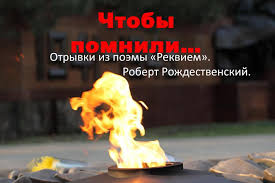 Чтобы
помнили...
Отрывки из поэмы «Реквием».
Роберт Рождественский.